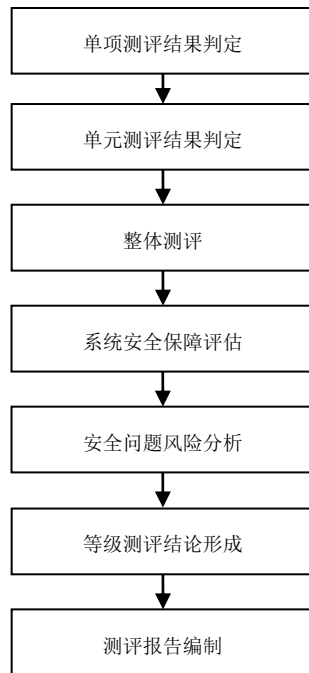 单项测评结果判定
单元测评结果判定
整体测评
系统安全保障评估
安全问题风险分析
等级测评结论形成
测评报告编制